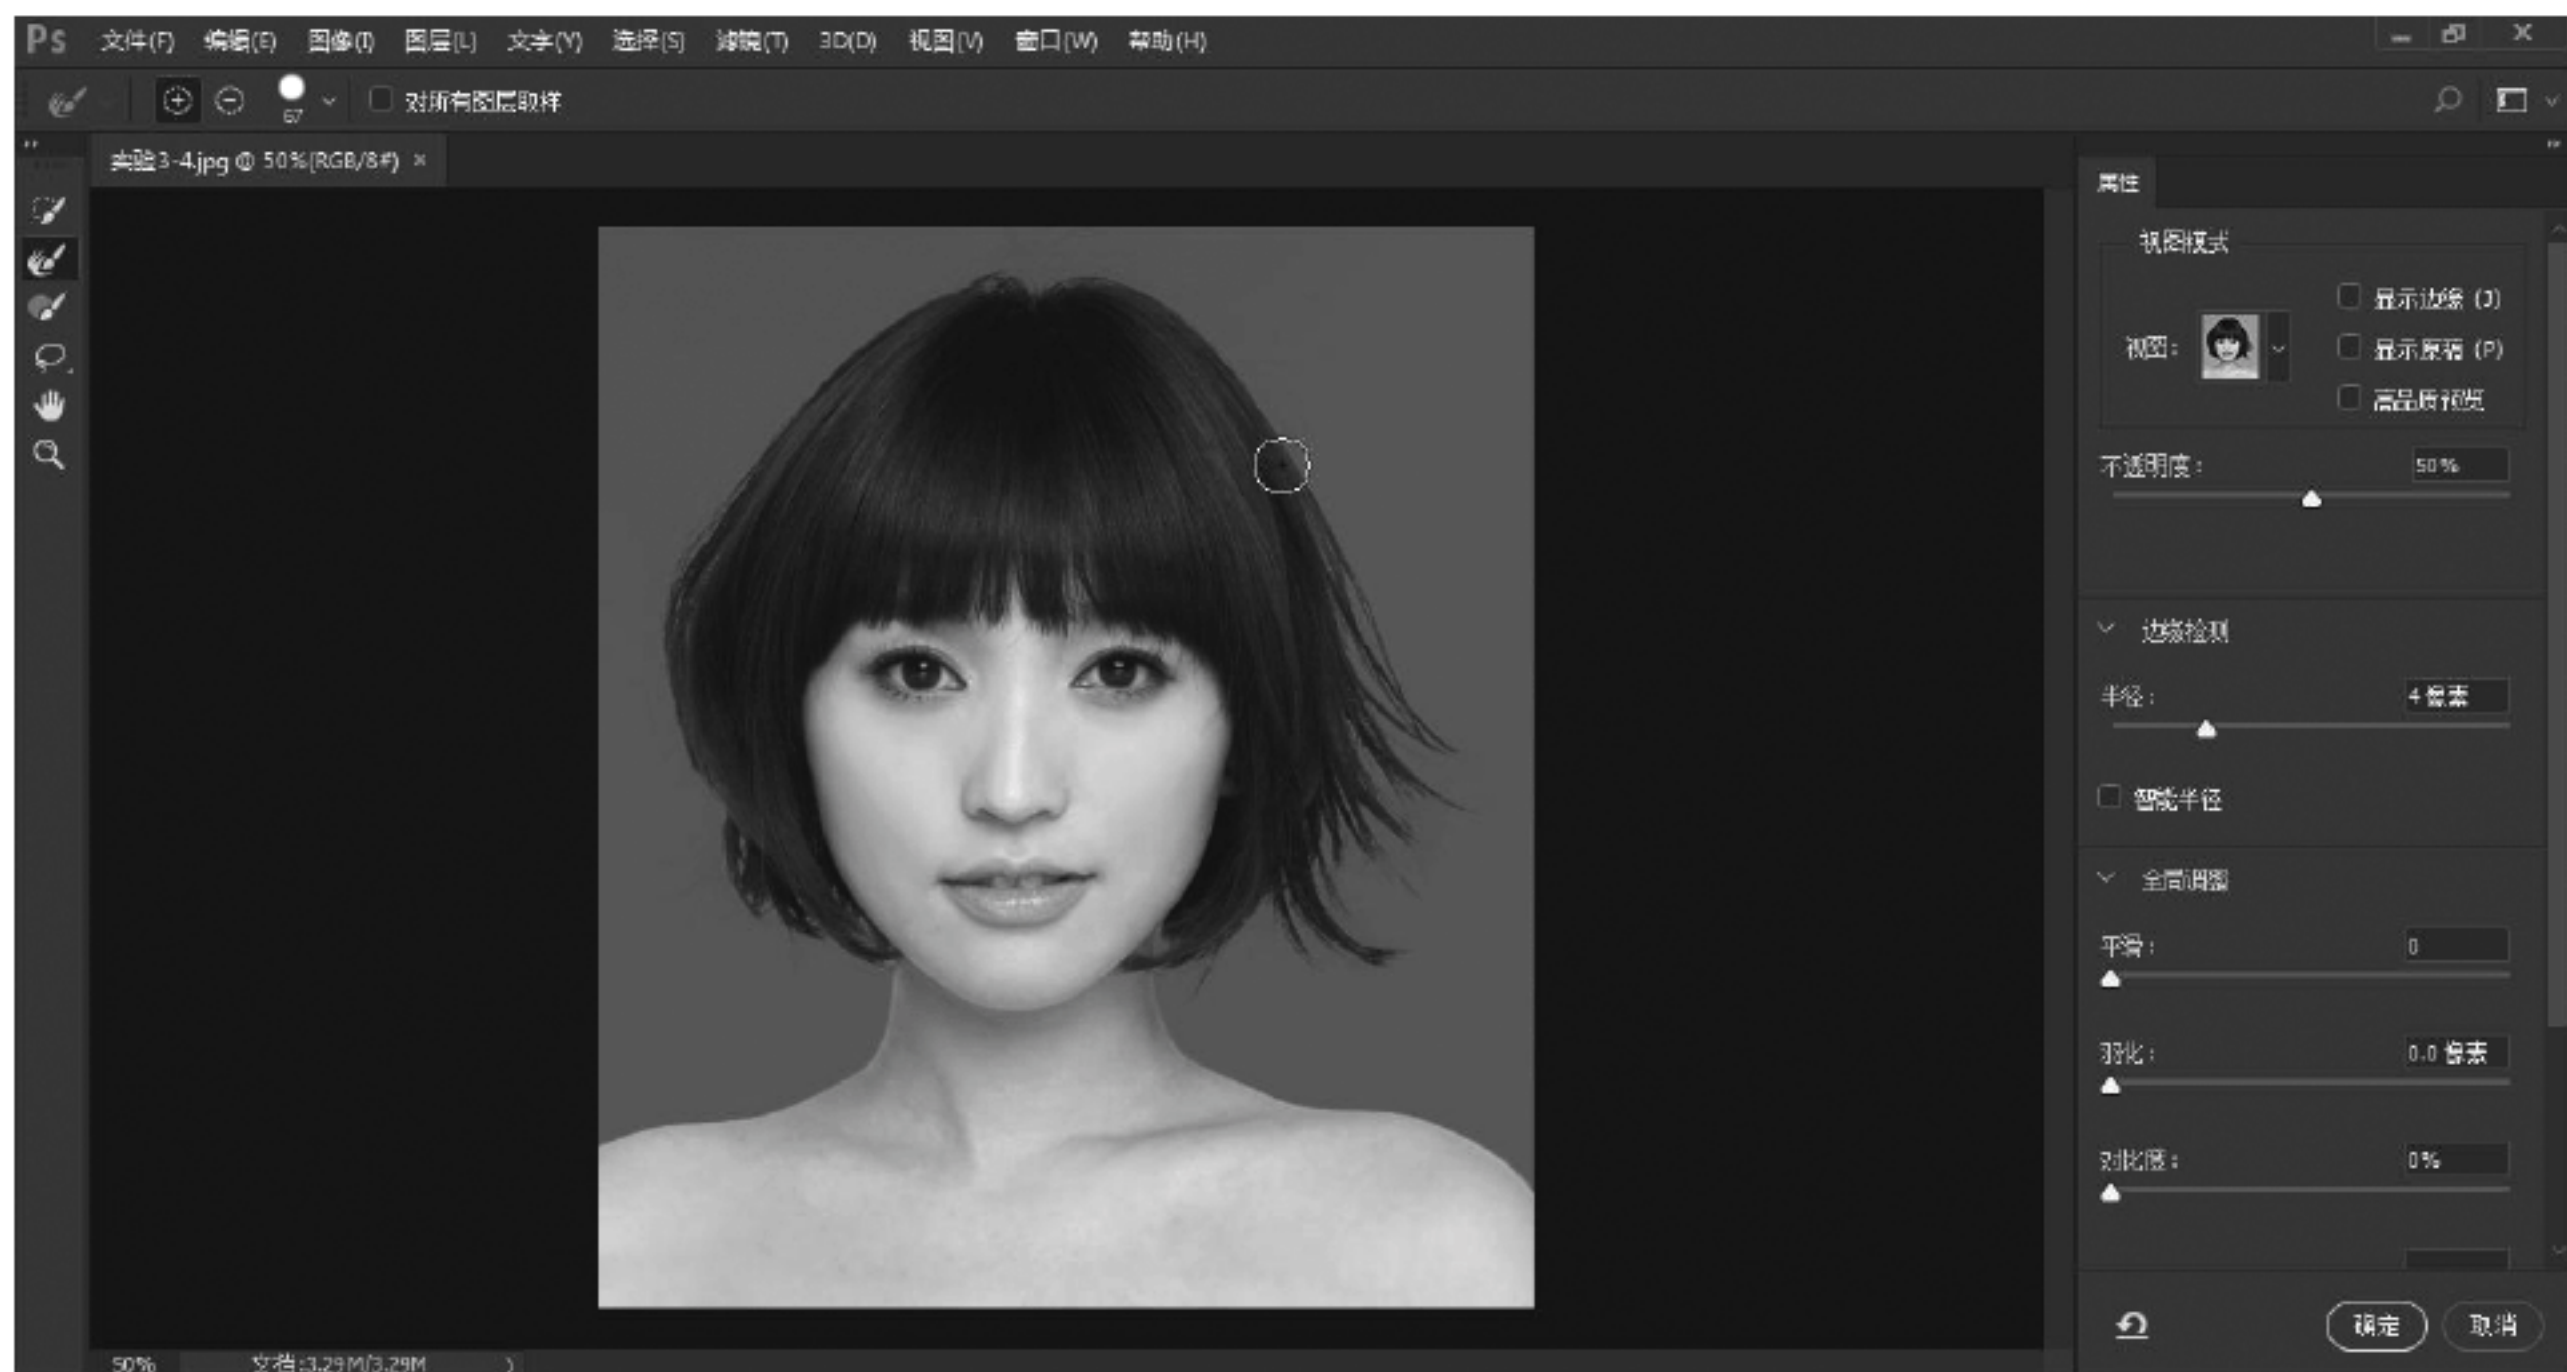 Ps 文件(F) 编辑(E) 图像(I) 图层(L) 文字(Y) 选择(S) 滤镜(T) 3D(D) 视图(V) 窗口(W) 帮助(H)
67 对所有图层取样
实验3-4.jpg @ 50%(RGB/8#) ×
属性
视图模式
显示边缘 (J)
视图:
显示原稿 (P)
高品质预览
不透明度: 50%
边缘检测
半径: 4 像素
智能半径
全局调整
平滑: 0
羽化: 0.0 像素
对比度: 0%
确定 取消
50% 文档:3.29M/3.29M